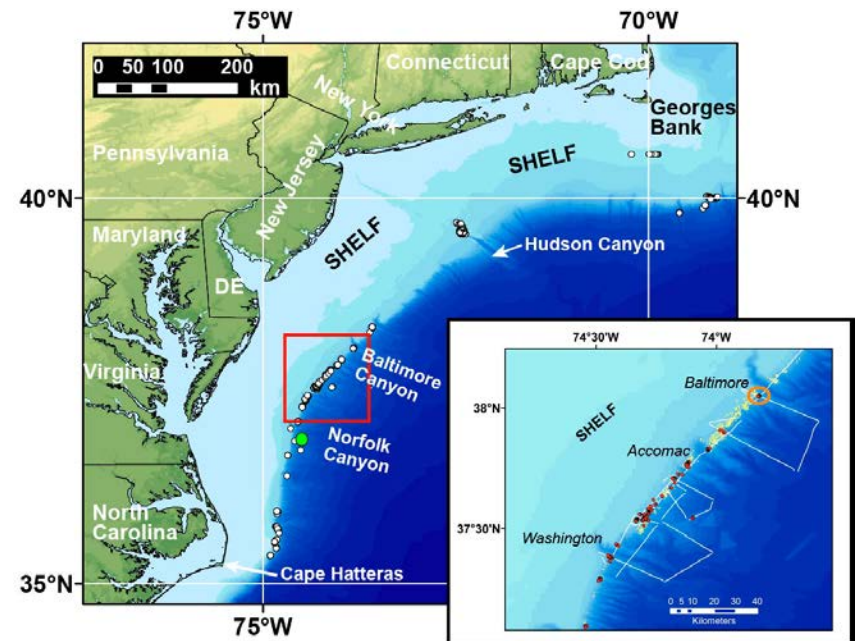 75°W
70°W
0 50 100 200
km
Connecticut
Cape Cod
New York
Georges
Bank
Pennsylvania
SHELF
New Jersey
40°N
40°N
Maryland
SHELF
Hudson Canyon
DE
Virginia
Baltimore
Canyon
Norfolk
Canyon
North
Carolina
Cape Hatteras
35°N
75°W
74°30'W
74°W
Baltimore
38°N
SHELF
Accomac
37°30'N
Washington
0 5 10 20 30 40
Kilometers